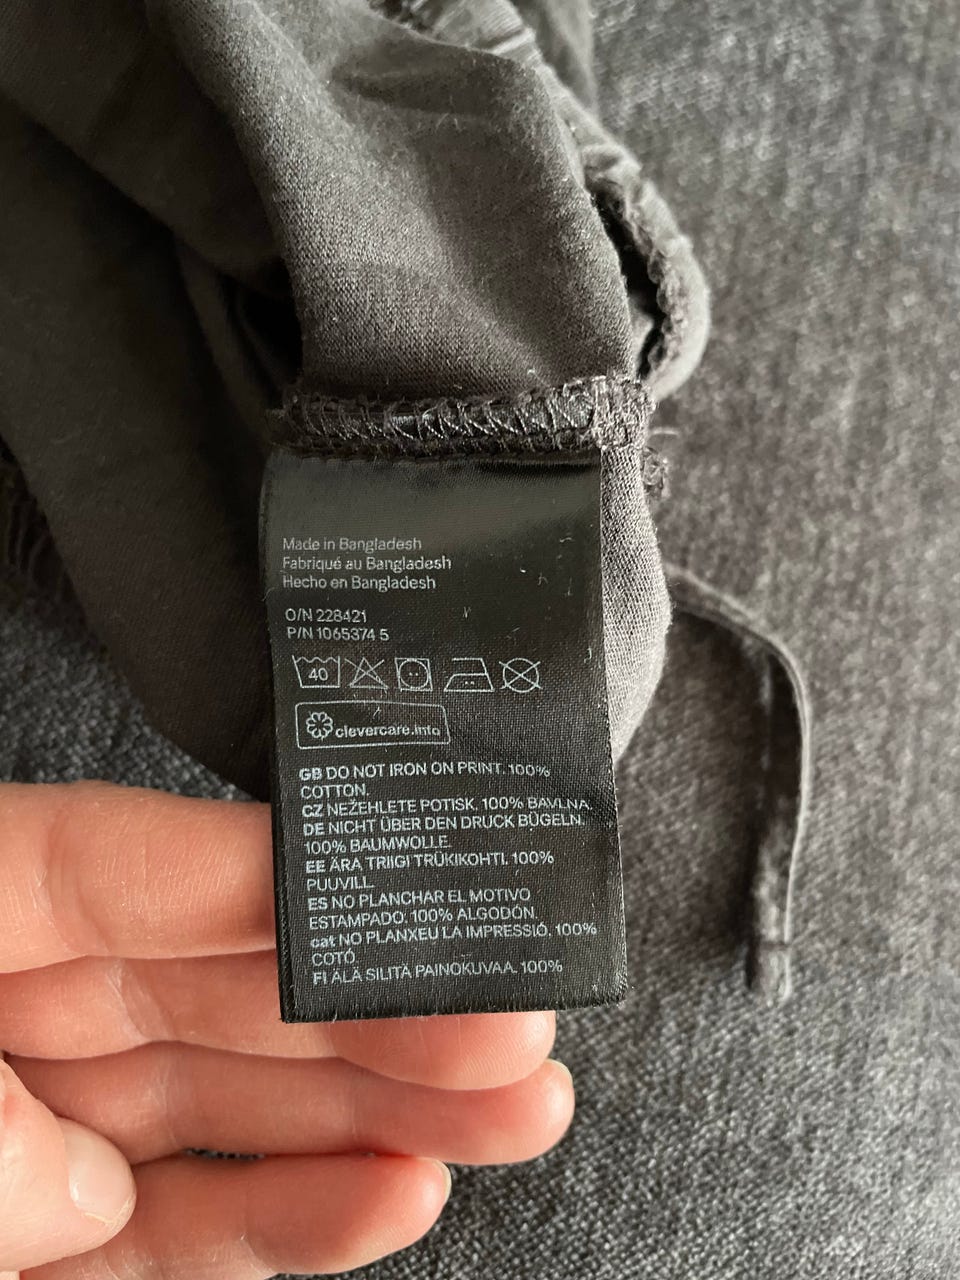 Made in Bangladesh
Fabriqué au Bangladesh
Hecho en Bangladesh
O/N 228421
P/N 1065374 5
40
clevercare.info
GB DO NOT IRON ON PRINT. 100%
COTTON.
CZ NEŽEHLETE POTISK. 100% BAVLNA.
DE NICHT ÜBER DEN DRUCK BÜGELN.
100% BAUMWOLLE.
EE ÄRA TRIIGI TRÜKIKOHTI. 100%
PUUVILL.
ES NO PLANCHAR EL MOTIVO
ESTAMPADO. 100% ALGODÓN.
cat NO PLANXEU LA IMPRESSIÓ. 100%
COTÓ
FI ÄLÄ SILITÄ PAINOKUVAA. 100%